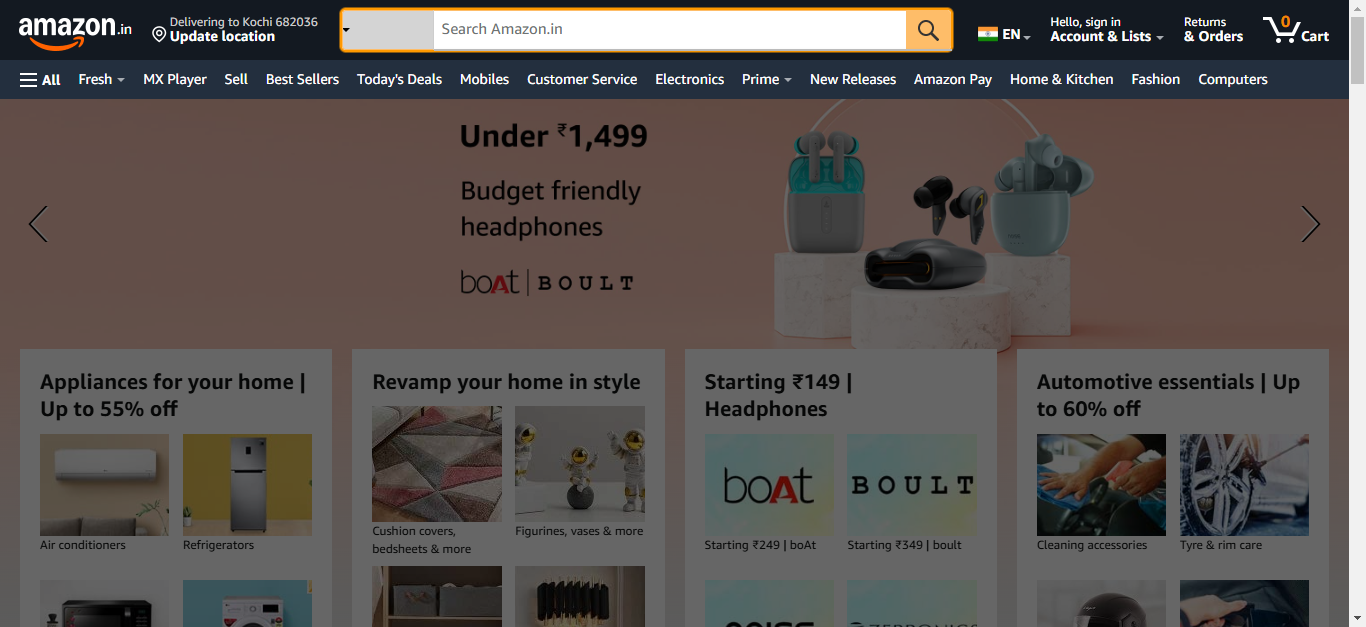 amazon.in
Delivering to Kochi 682036
Update location
Search Amazon.in
EN
Hello, sign in
Account & Lists
Returns
& Orders
0
Cart
All
Fresh
MX Player
Sell
Best Sellers
Today's Deals
Mobiles
Customer Service
Electronics
Prime
New Releases
Amazon Pay
Home & Kitchen
Fashion
Computers
Under ₹1,499
Budget friendly
headphones
boAt | BOULT
Appliances for your home |
Up to 55% off
Air conditioners
Refrigerators
Revamp your home in style
Cushion covers,
bedsheets & more
Figurines, vases & more
Starting ₹149 |
Headphones
boAt
BOULT
Starting ₹249 | boAt
Starting ₹349 | boult
Automotive essentials | Up
to 60% off
Cleaning accessories
Tyre & rim care